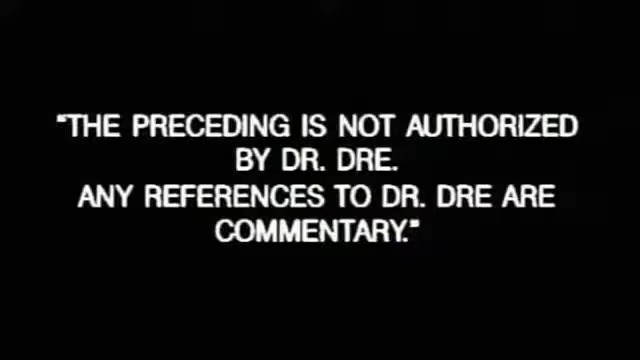 "THE PRECEDING IS NOT AUTHORIZED
BY DR. DRE.
ANY REFERENCES TO DR. DRE ARE
COMMENTARY."